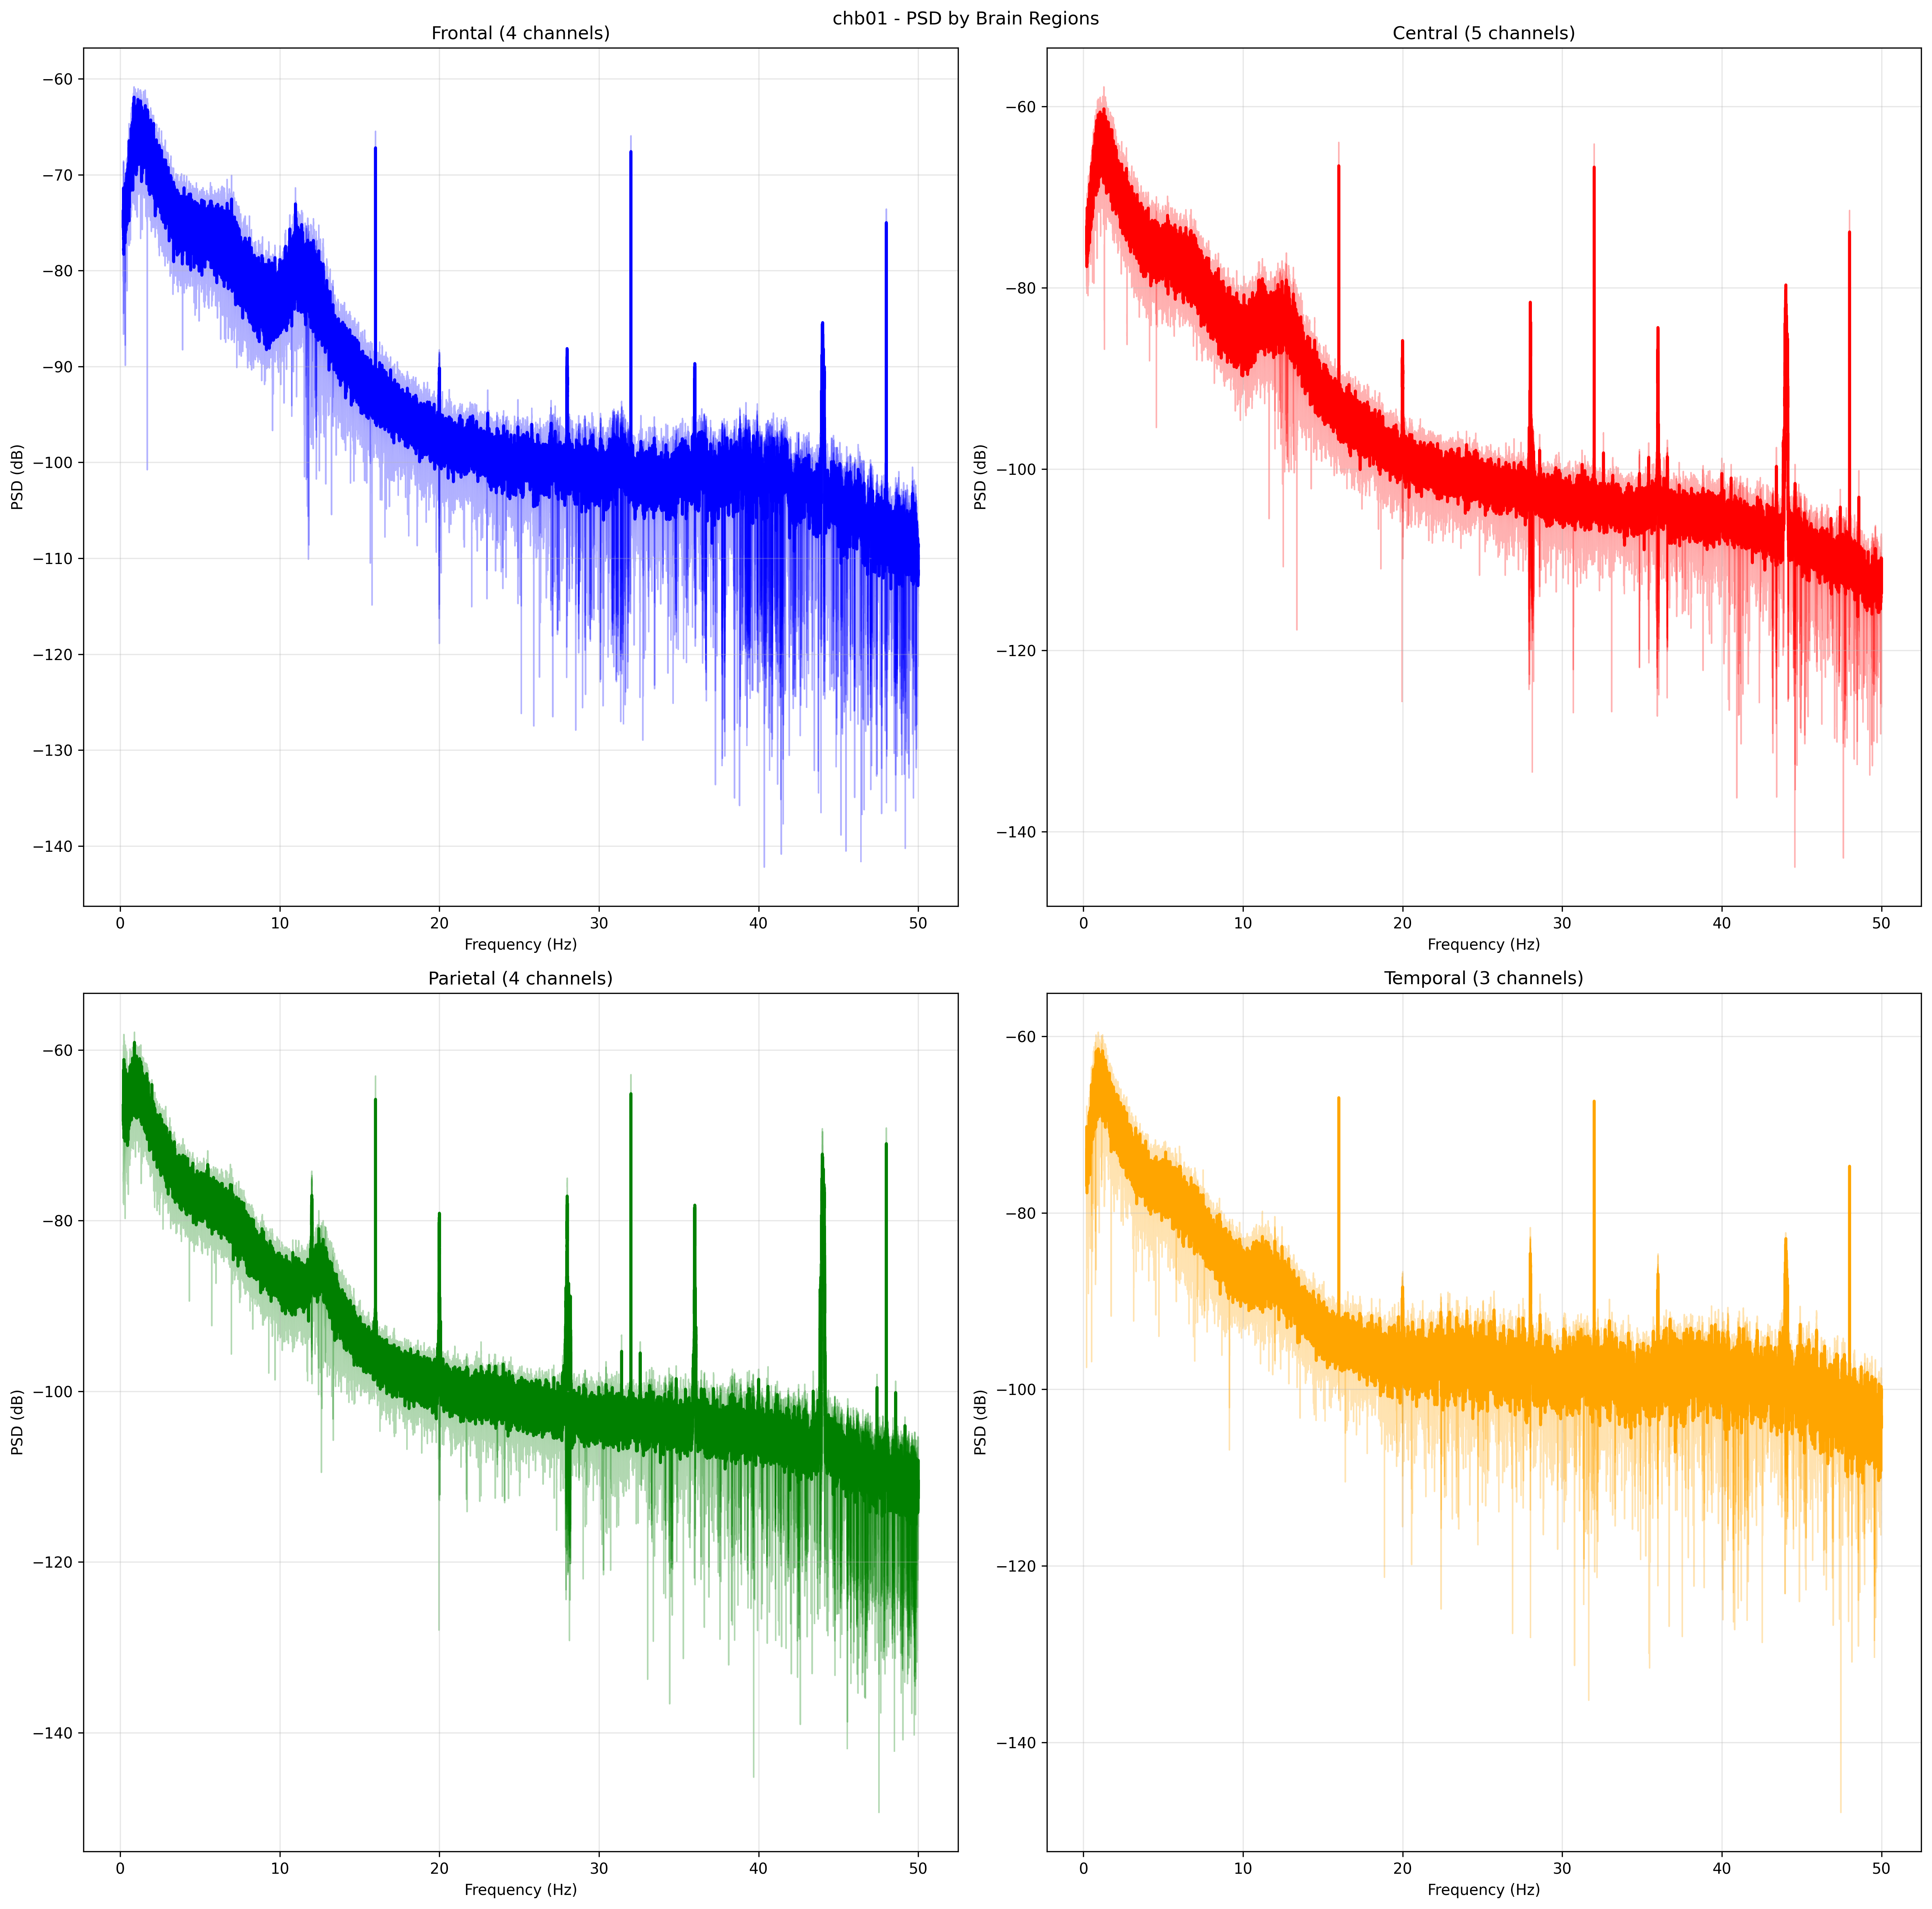 chb01 - PSD by Brain Regions
Frontal (4 channels)
−60
−70
−80
−90
−100
−110
−120
−130
−140
PSD (dB)
0 10 20 30 40 50
Frequency (Hz)
Central (5 channels)
−60
−80
−100
−120
−140
PSD (dB)
0 10 20 30 40 50
Frequency (Hz)
Parietal (4 channels)
−60
−80
−100
−120
−140
PSD (dB)
0 10 20 30 40 50
Frequency (Hz)
Temporal (3 channels)
−60
−80
−100
−120
−140
PSD (dB)
0 10 20 30 40 50
Frequency (Hz)